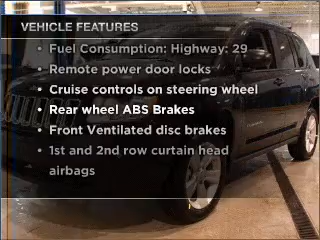 VEHICLE FEATURES
• Fuel Consumption: Highway: 29
• Remote power door locks
• Cruise controls on steering wheel
• Rear wheel ABS Brakes
• Front Ventilated disc brakes
• 1st and 2nd row curtain head
airbags